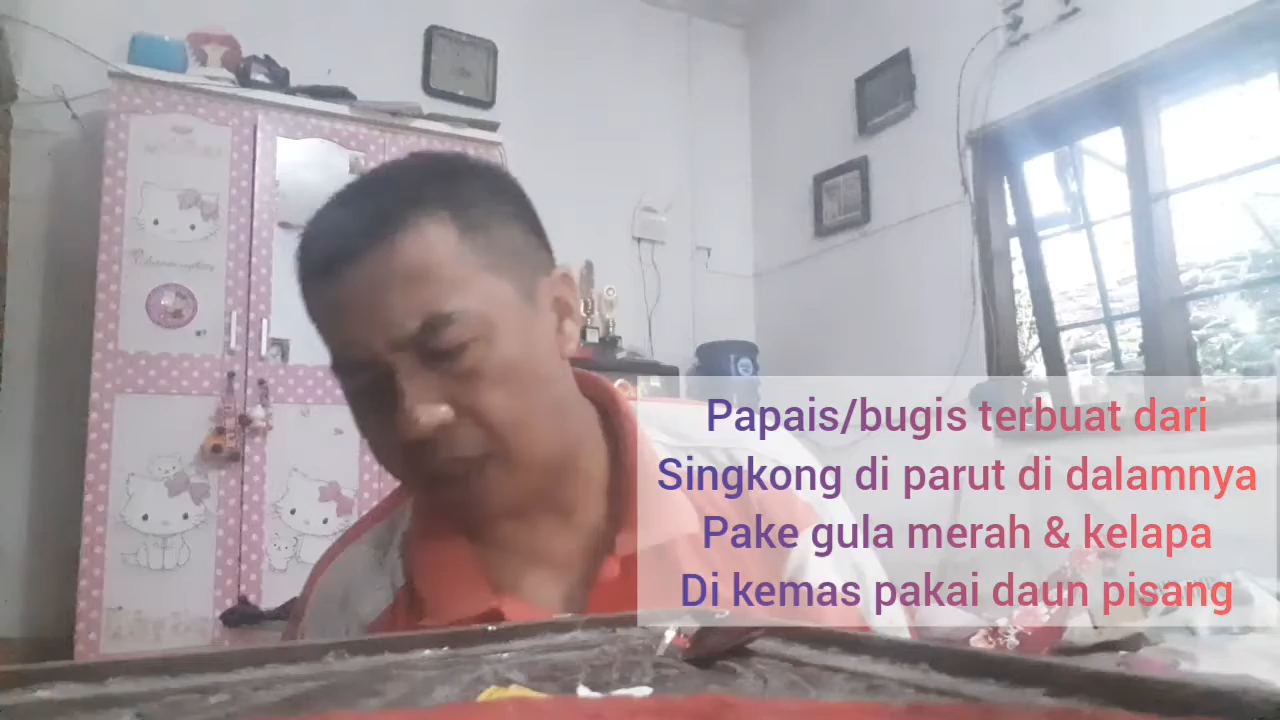 Papais/bugis terbuat dari
Singkong di parut di dalamnya
Pake gula merah & kelapa
Di kemas pakai daun pisang